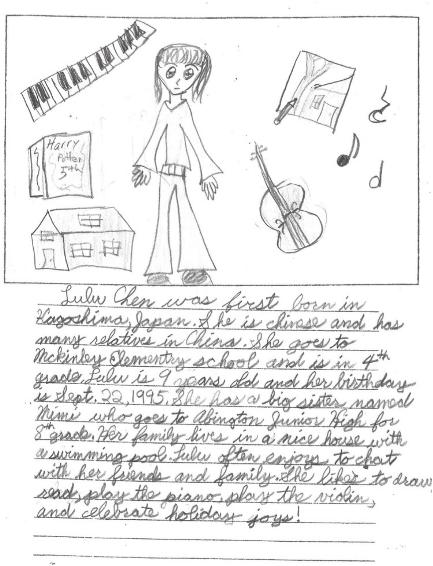 Harry
Potter
5th
Lulu Chen was first born in
Kagoshima, Japan. She is chinese and has
many relatives in China. She goes to
Mckinley Elementry school and is in 4th
grade. Lulu is 9 years old and her birthday
is Sept. 22, 1995. She has a big sister named
Mimi who goes to Abington Junior High for
8th grade. Her family lives in a nice house with
a swimming pool. Lulu often enjoys to chat
with her friends and family. She likes to draw,
read, play the piano, play the violin,
and celebrate holiday joys!